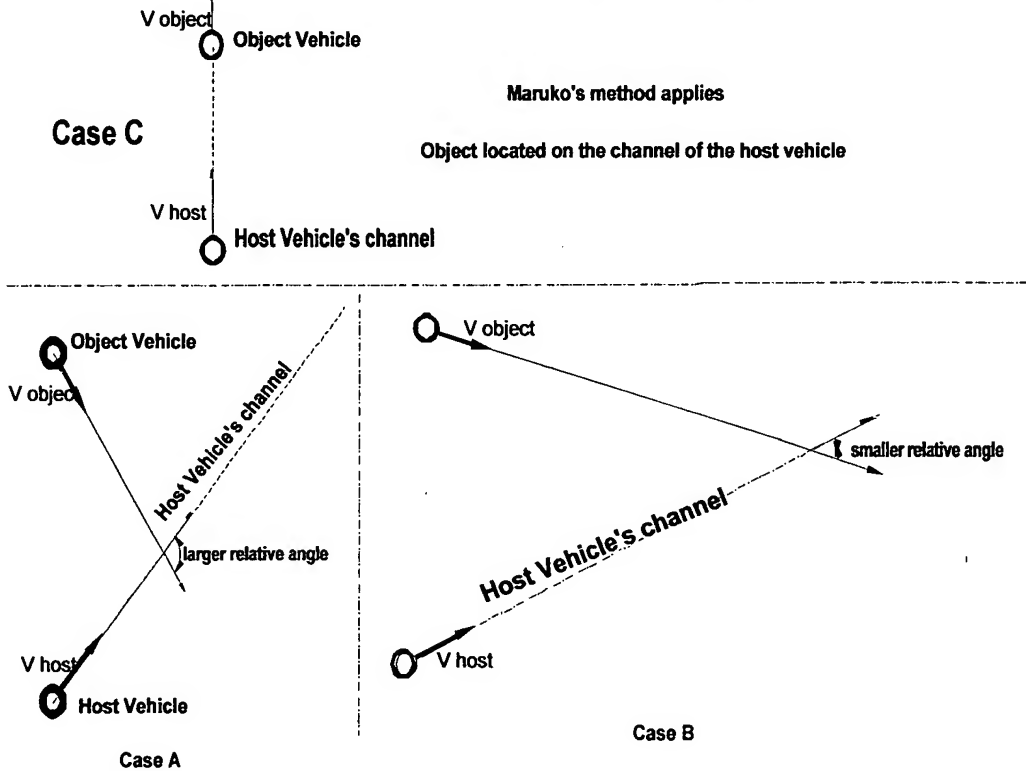 V object
Object Vehicle
Maruko's method applies
Case C
Object located on the channel of the host vehicle
V host
Host Vehicle's channel
Object Vehicle
V object
Host Vehicle's channel
larger relative angle
V host
Host Vehicle
Case A
V object
smaller relative angle
Host Vehicle's channel
V host
Case B